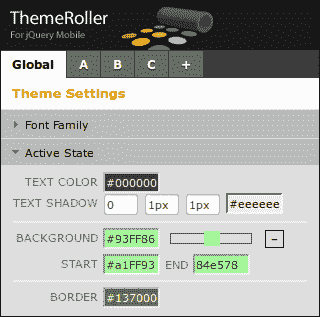 ThemeRoller
For jQuery Mobile
Global A B C +
Theme Settings
Font Family
Active State
TEXT COLOR #000000
TEXT SHADOW 0 1px 1px #eeeeee
BACKGROUND #93FF86 –
START #a1FF93 END 84e578
BORDER #137000